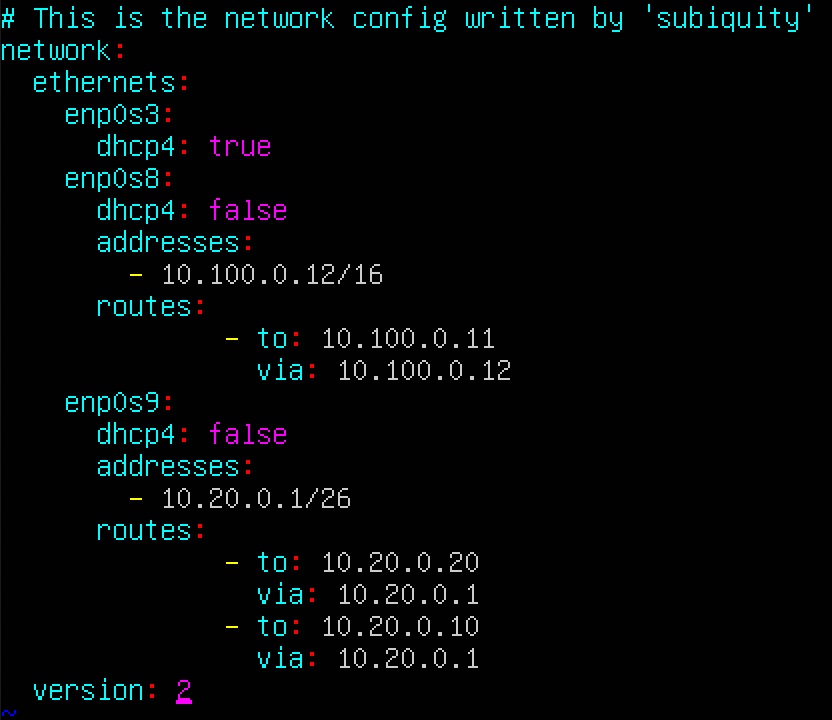 # This is the network config written by 'subiquity'
network:
  ethernets:
    enp0s3:
      dhcp4: true
    enp0s8:
      dhcp4: false
      addresses:
        - 10.100.0.12/16
      routes:
              - to: 10.100.0.11
                via: 10.100.0.12
    enp0s9:
      dhcp4: false
      addresses:
        - 10.20.0.1/26
      routes:
              - to: 10.20.0.20
                via: 10.20.0.1
              - to: 10.20.0.10
                via: 10.20.0.1
  version: 2
~